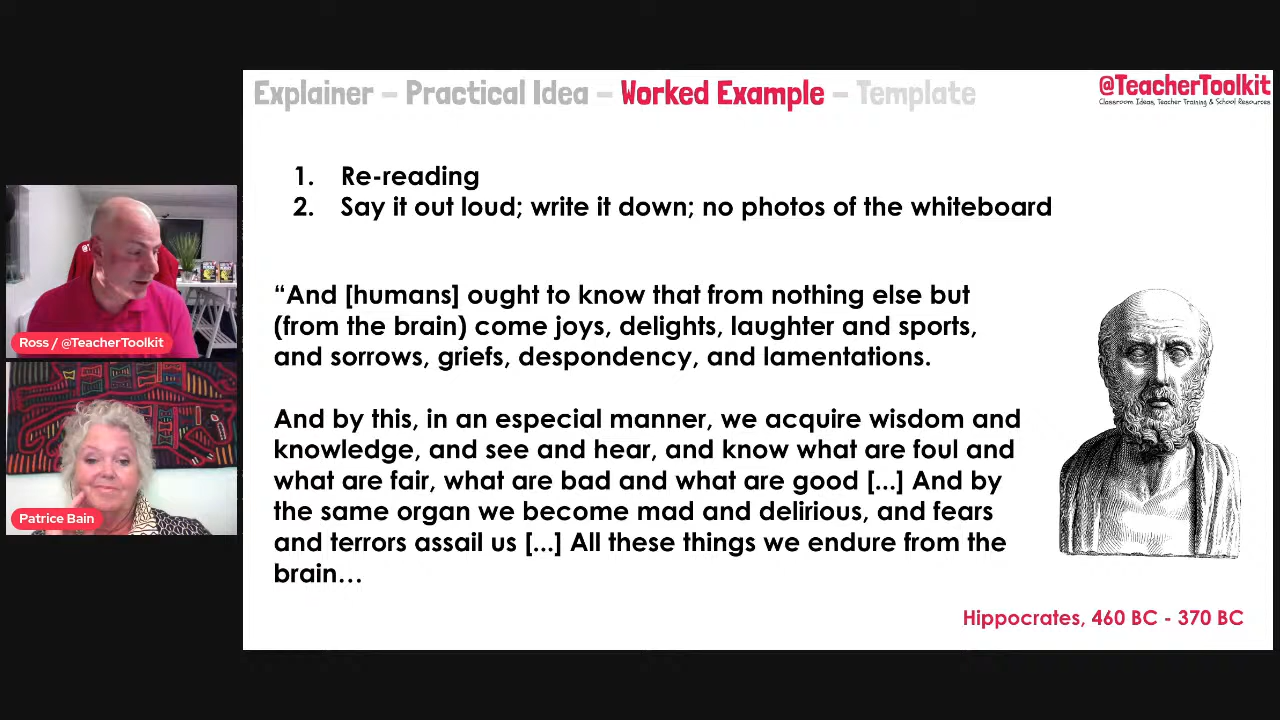 Explainer – Practical Idea – Worked Example – Template
@TeacherToolkit
Classroom Ideas, Teacher Training & School Resources
1. Re-reading
2. Say it out loud; write it down; no photos of the whiteboard
“And [humans] ought to know that from nothing else but
(from the brain) come joys, delights, laughter and sports,
and sorrows, griefs, despondency, and lamentations.
And by this, in an especial manner, we acquire wisdom and
knowledge, and see and hear, and know what are foul and
what are fair, what are bad and what are good [...] And by
the same organ we become mad and delirious, and fears
and terrors assail us [...] All these things we endure from the
brain…
Hippocrates, 460 BC - 370 BC
Ross / @TeacherToolkit
Patrice Bain